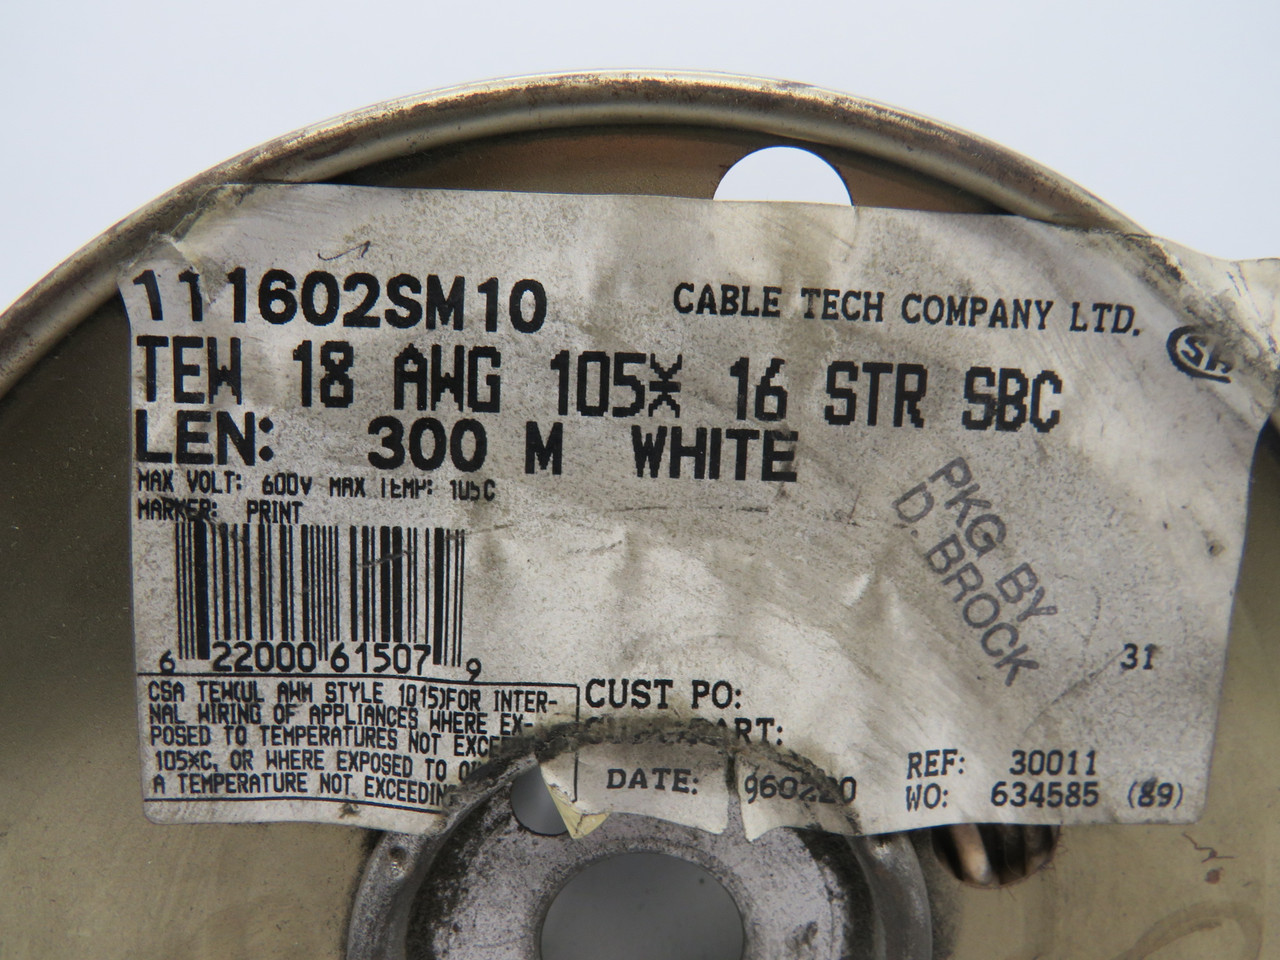 111602SM10
CABLE TECH COMPANY LTD.
TEW 18 AWG 105* 16 STR SBC
LEN: 300 M WHITE
MAX VOLT: 600V MAX TEMP: 105C
MARKER: PRINT
PKG BY
D. BROCK
31
6 22000 61507 9
CSA TEW(UL AWM STYLE 1015)FOR INTER-
NAL WIRING OF APPLIANCES WHERE EX-
POSED TO TEMPERATURES NOT EXCEE
105*C, OR WHERE EXPOSED TO
A TEMPERATURE NOT EXCEEDIN
CUST PO:
PART:
DATE: 960220
REF: 30011
WO: 634585 (89)